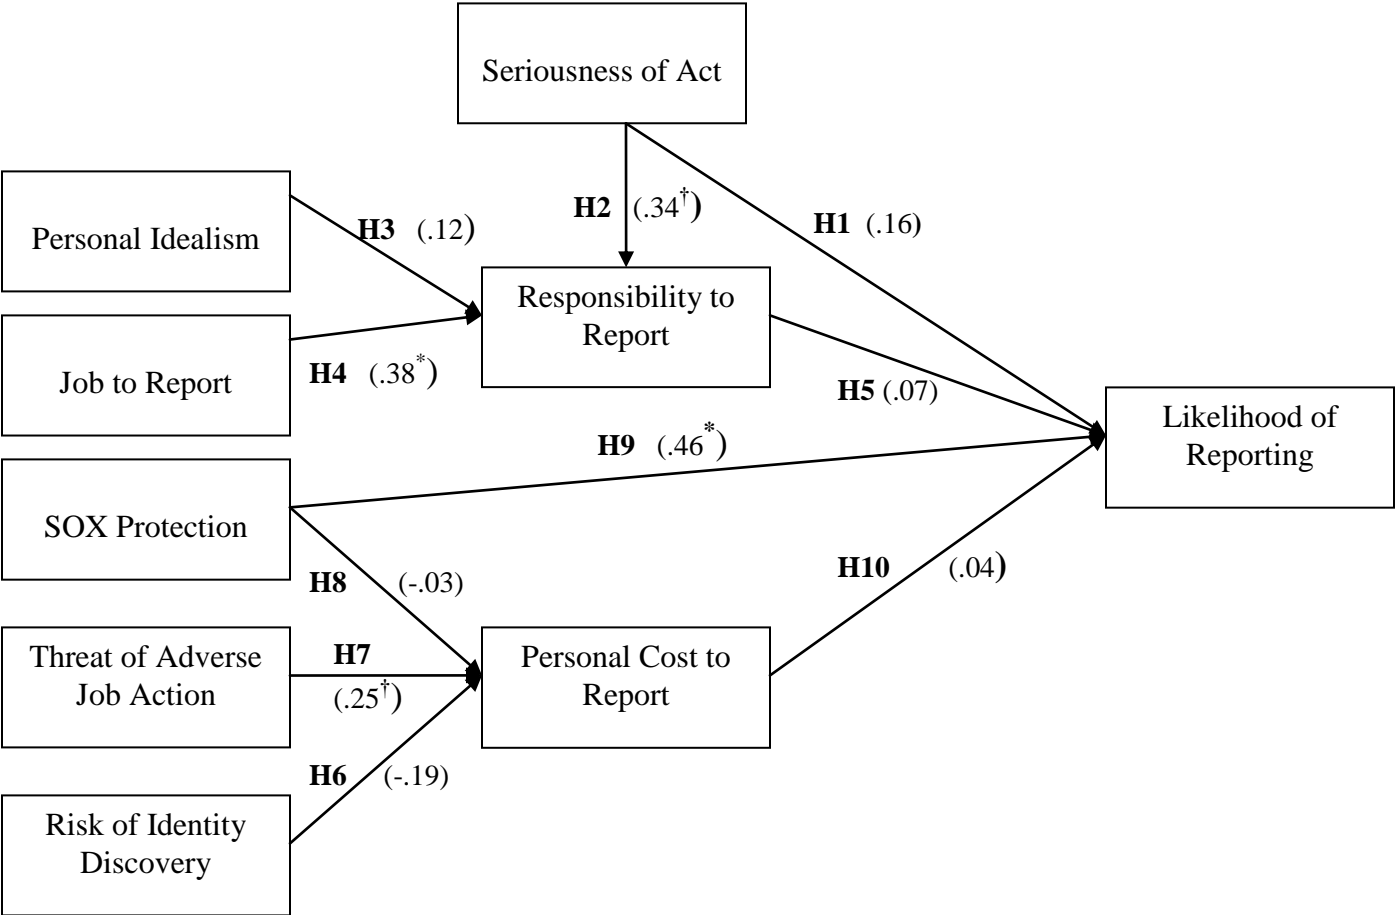 Seriousness of Act
H2 (.34†)
H1 (.16)
Personal Idealism
H3 (.12)
Responsibility to
Report
Job to Report
H4 (.38*)
H5 (.07)
Likelihood of
Reporting
H9 (.46*)
SOX Protection
H8 (-.03)
H10 (.04)
Threat of Adverse
Job Action
H7
(.25†)
Personal Cost to
Report
H6 (-.19)
Risk of Identity
Discovery